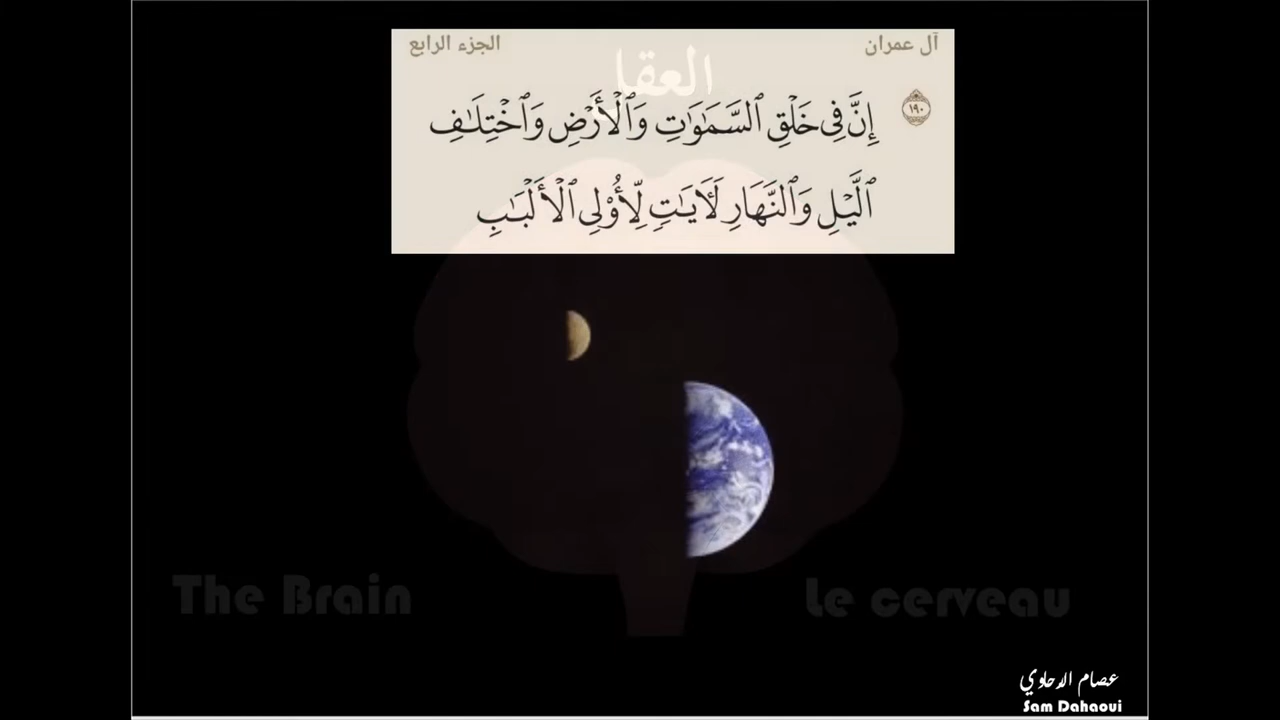 آل عمران
الجزء الرابع
العقل
١٩٠
إِنَّ فِي خَلْقِ ٱلسَّمَـٰوَٰتِ وَٱلْأَرْضِ وَٱخْتِلَـٰفِ
ٱلَّيْلِ وَٱلنَّهَارِ لَـَٔايَـٰتٍ لِّأُو۟لِى ٱلْأَلْبَـٰبِ
The Brain
Le cerveau
عصام الدحاوي
Sam Dahaoui